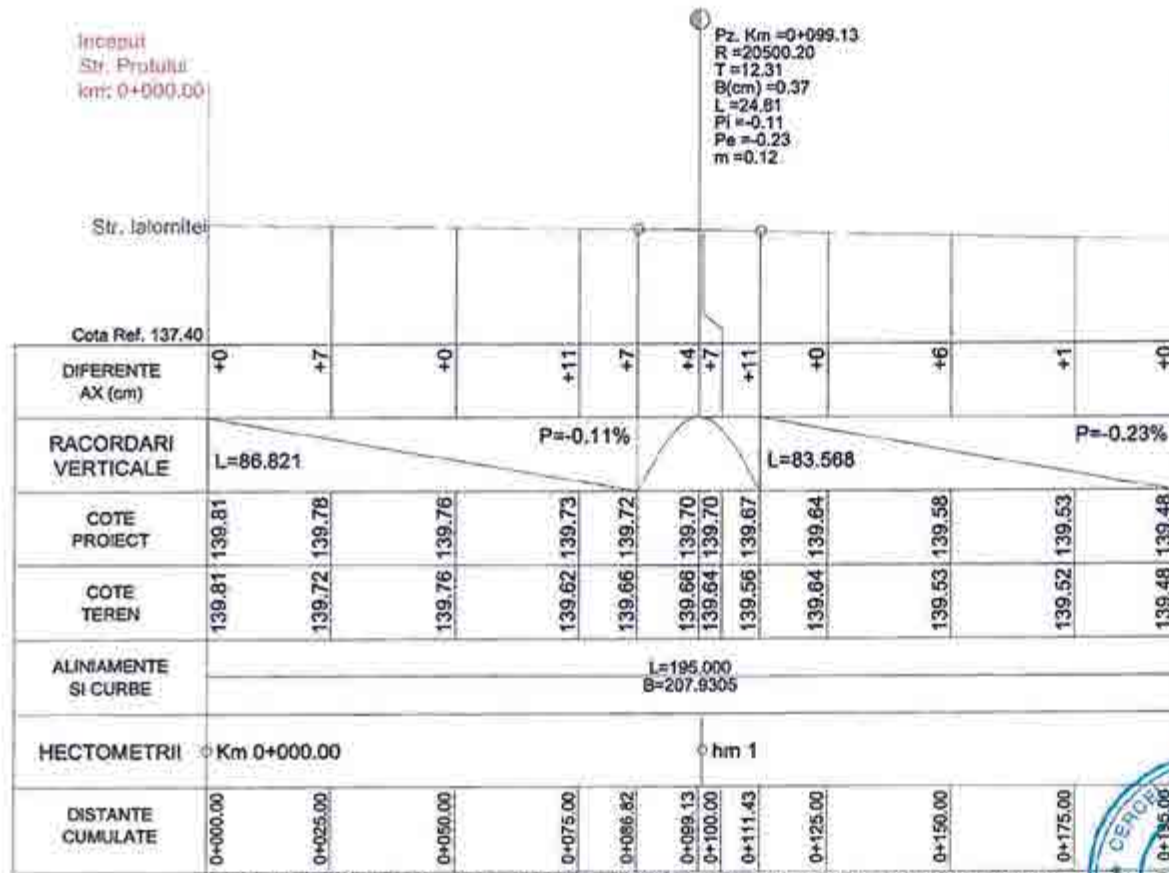 Inceput
Str. Prutului
km: 0+000.00
Pz. Km =0+099.13
R =20500.20
T =12.31
B(cm) =0.37
L =24.61
Pi =-0.11
Pe =-0.23
m =0.12
Str. Ialomitei
Cota Ref. 137.40
DIFERENTE
AX (cm)
+0 +7 +0 +11 +7 +4 +7 +11 +0 +6 +1 +0
RACORDARI
VERTICALE
L=86.821 P=-0.11% L=83.568 P=-0.23%
COTE
PROIECT
139.81 139.78 139.76 139.73 139.72 139.70 139.70 139.67 139.64 139.58 139.53 139.48
COTE
TEREN
139.81 139.72 139.76 139.62 139.66 139.66 139.64 139.56 139.64 139.53 139.52 139.48
ALINIAMENTE
SI CURBE
L=195.000
B=207.9305
HECTOMETRII Km 0+000.00 hm 1
DISTANTE
CUMULATE
0+000.00 0+025.00 0+050.00 0+075.00 0+086.82 0+099.13 0+100.00 0+111.43 0+125.00 0+150.00 0+175.00 0+195.00